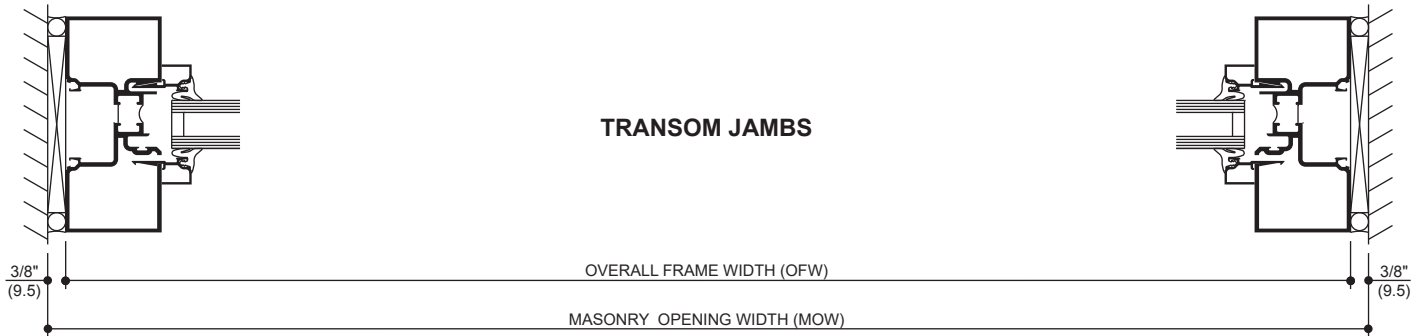 TRANSOM JAMBS
3/8"
(9.5)
OVERALL FRAME WIDTH (OFW)
3/8"
(9.5)
MASONRY OPENING WIDTH (MOW)